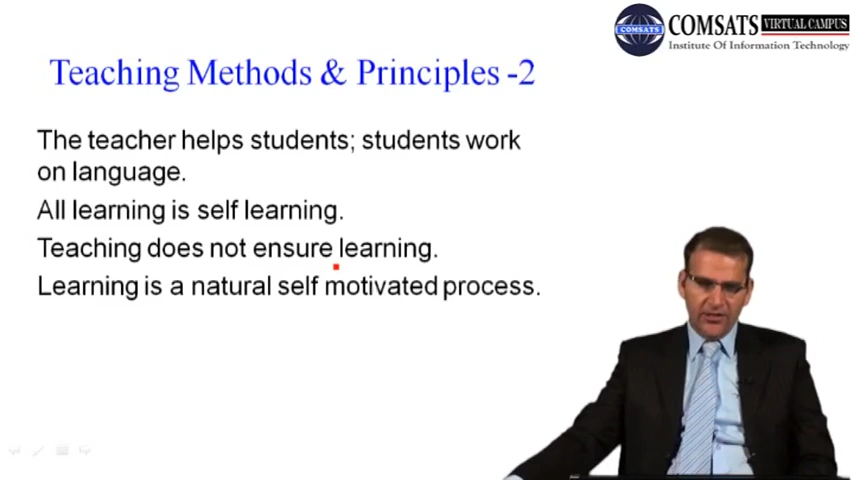 COMSATS VIRTUAL CAMPUS
Institute Of Information Technology
COMSATS
Teaching Methods & Principles -2
The teacher helps students; students work
on language.
All learning is self learning.
Teaching does not ensure learning.
Learning is a natural self motivated process.